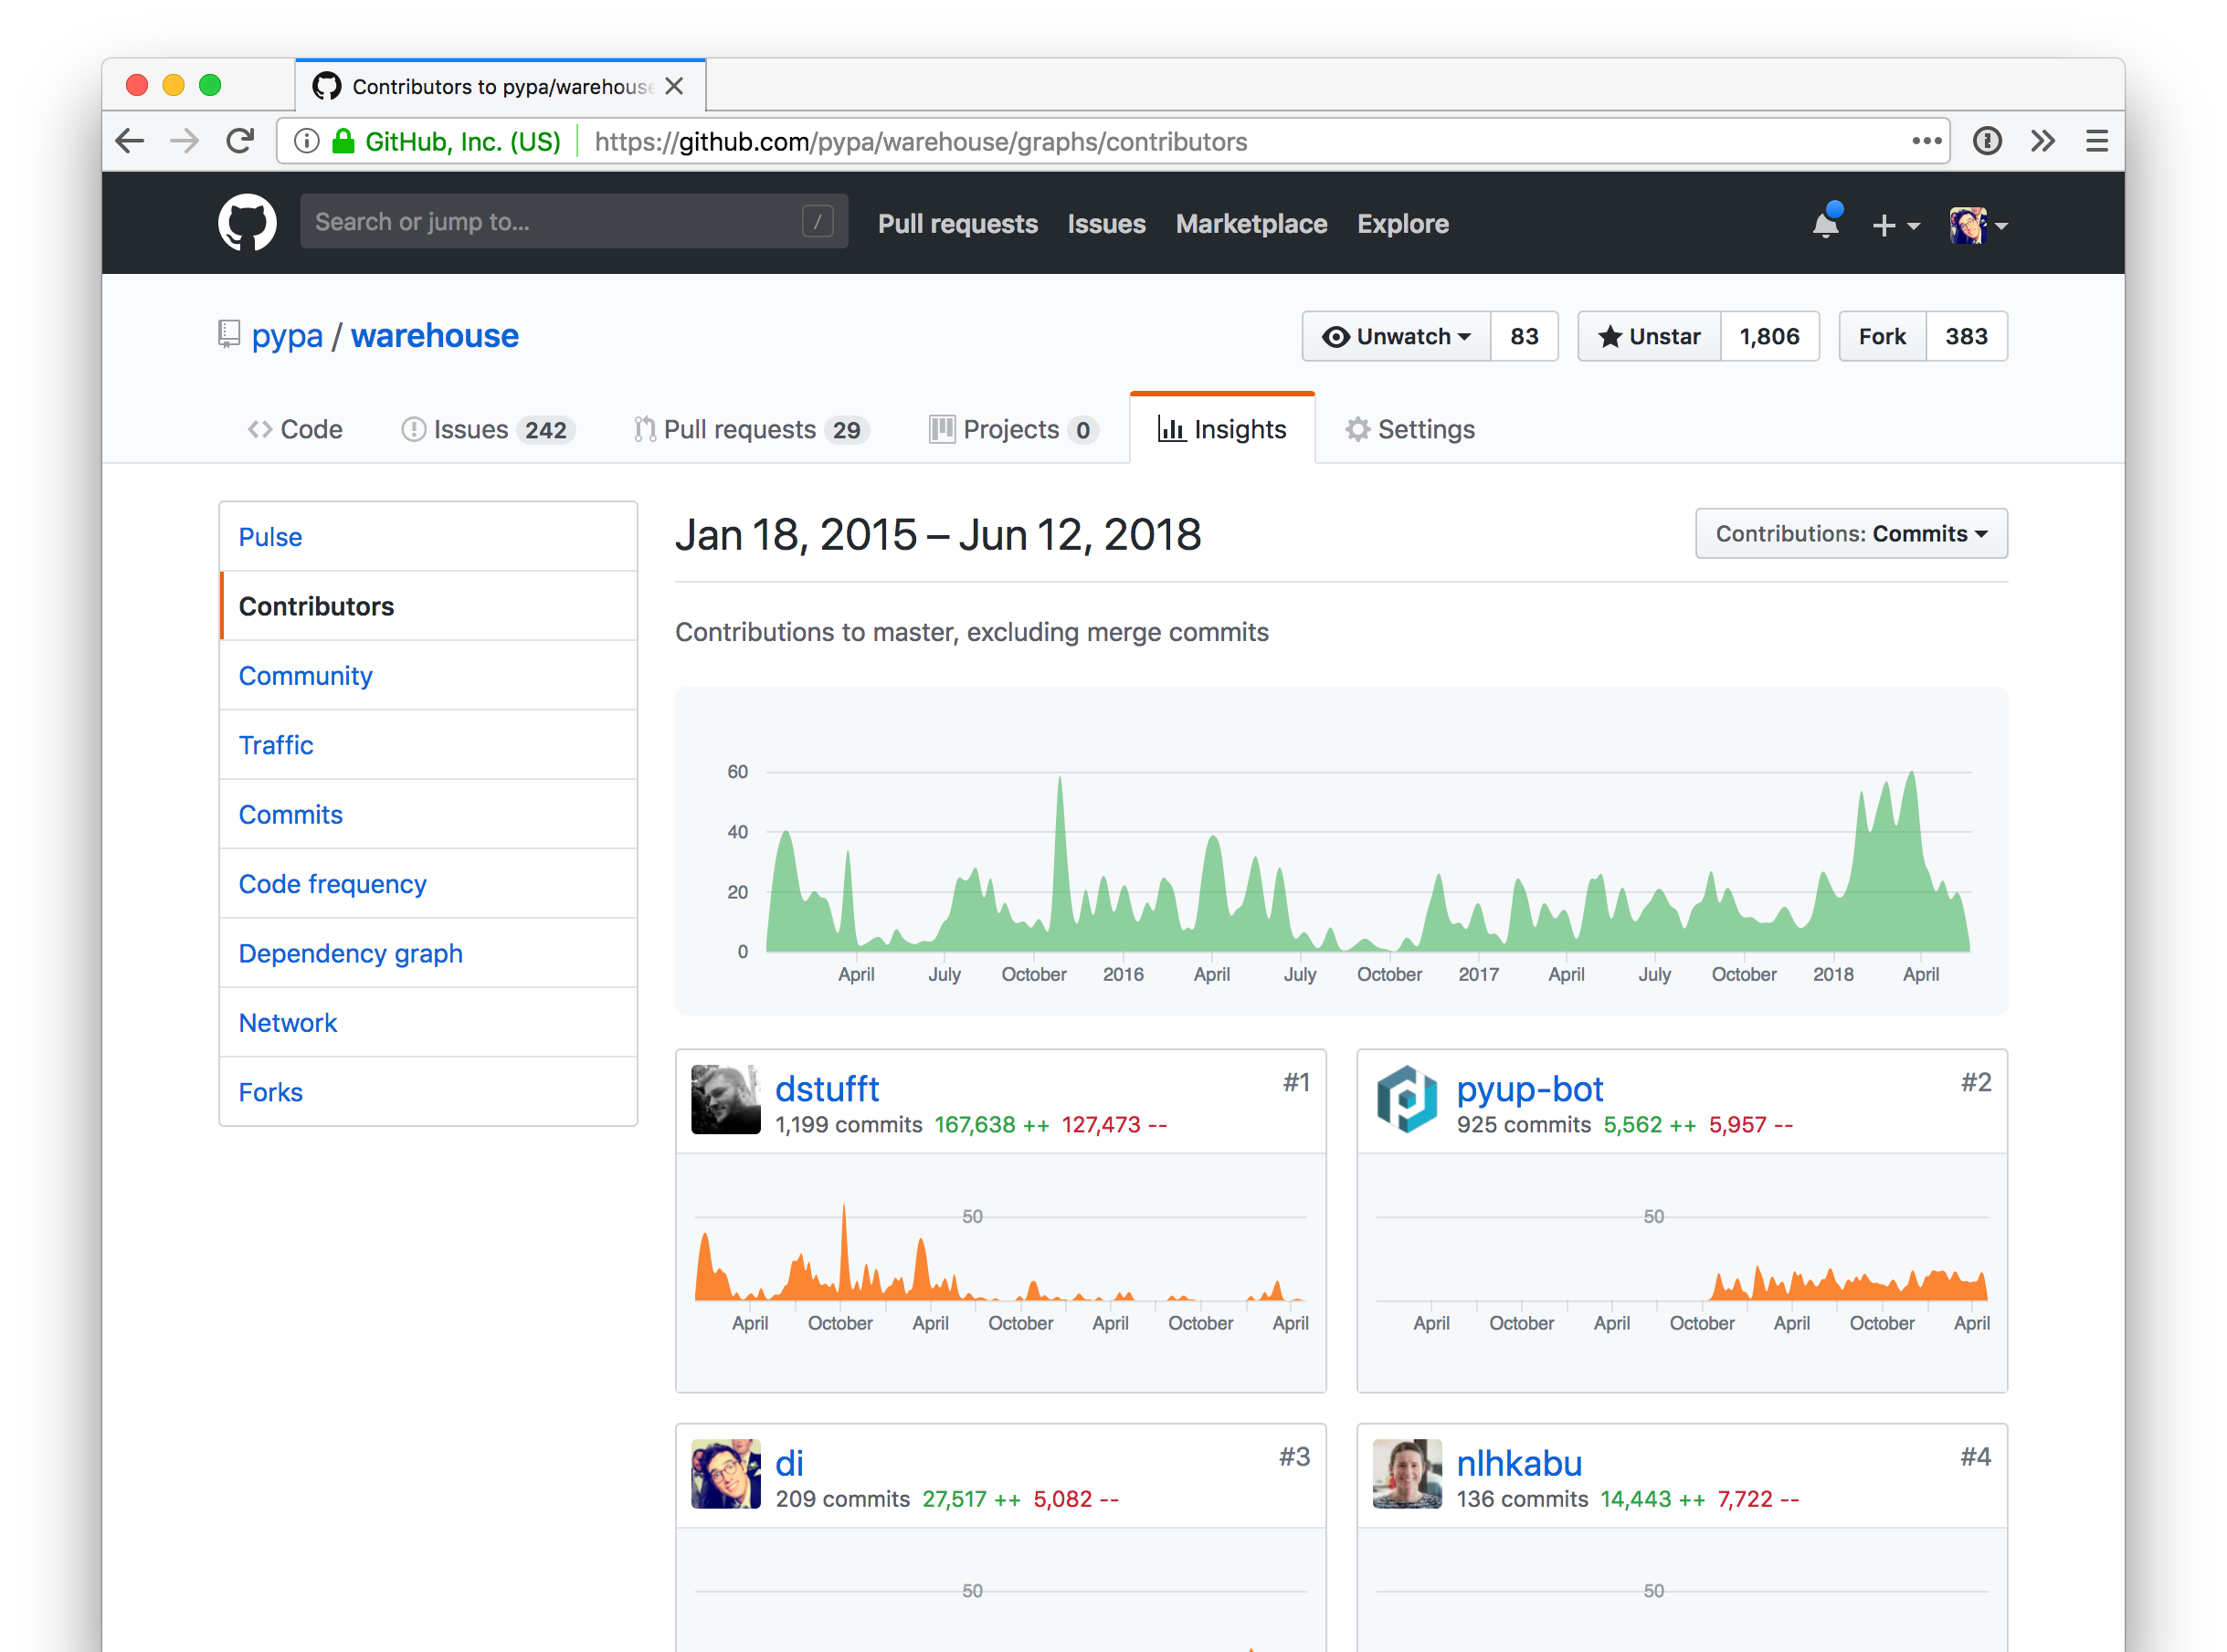 Contributors to pypa/warehouse
GitHub, Inc. (US) https://github.com/pypa/warehouse/graphs/contributors
Search or jump to... / Pull requests Issues Marketplace Explore
pypa / warehouse Unwatch 83 Unstar 1,806 Fork 383
Code Issues 242 Pull requests 29 Projects 0 Insights Settings
Pulse
Contributors
Community
Traffic
Commits
Code frequency
Dependency graph
Network
Forks
Jan 18, 2015 – Jun 12, 2018 Contributions: Commits
Contributions to master, excluding merge commits
60
40
20
0
April July October 2016 April July October 2017 April July October 2018 April
dstufft #1
1,199 commits 167,638 ++ 127,473 --
50
April October April October April October April
pyup-bot #2
925 commits 5,562 ++ 5,957 --
50
April October April October April October April
di #3
209 commits 27,517 ++ 5,082 --
50
nlhkabu #4
136 commits 14,443 ++ 7,722 --
50